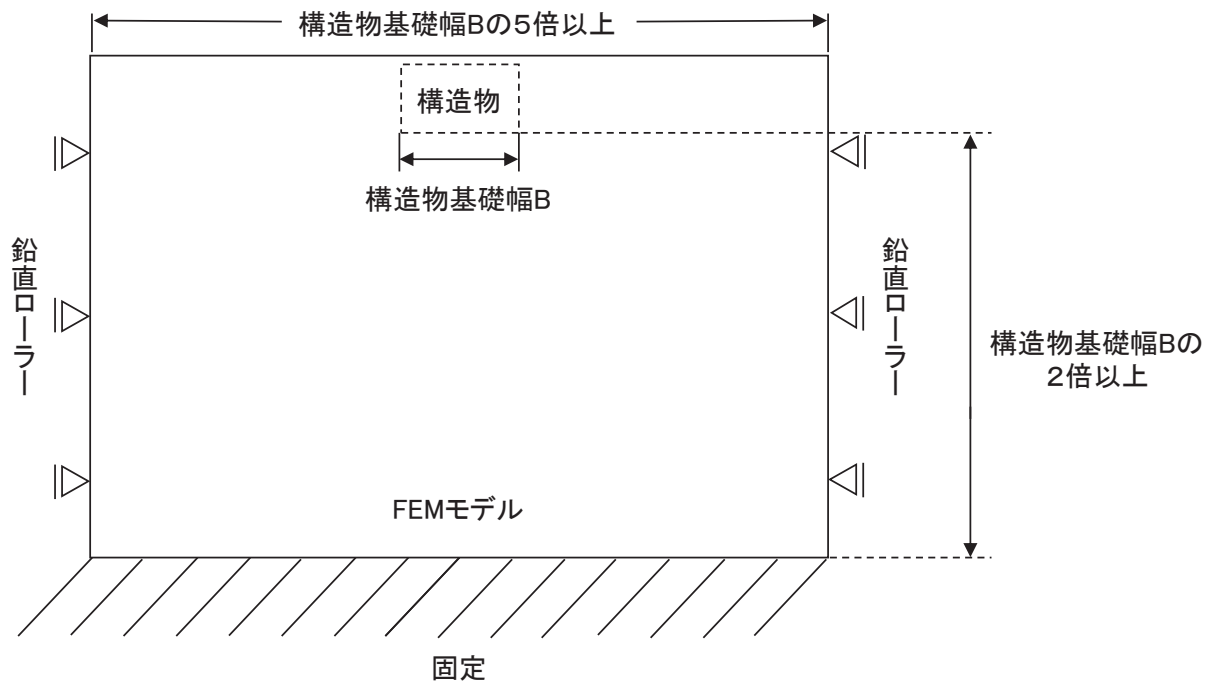 構造物基礎幅Bの5倍以上
構造物
構造物基礎幅B
鉛直ローラー
鉛直ローラー
構造物基礎幅Bの
2倍以上
FEMモデル
固定